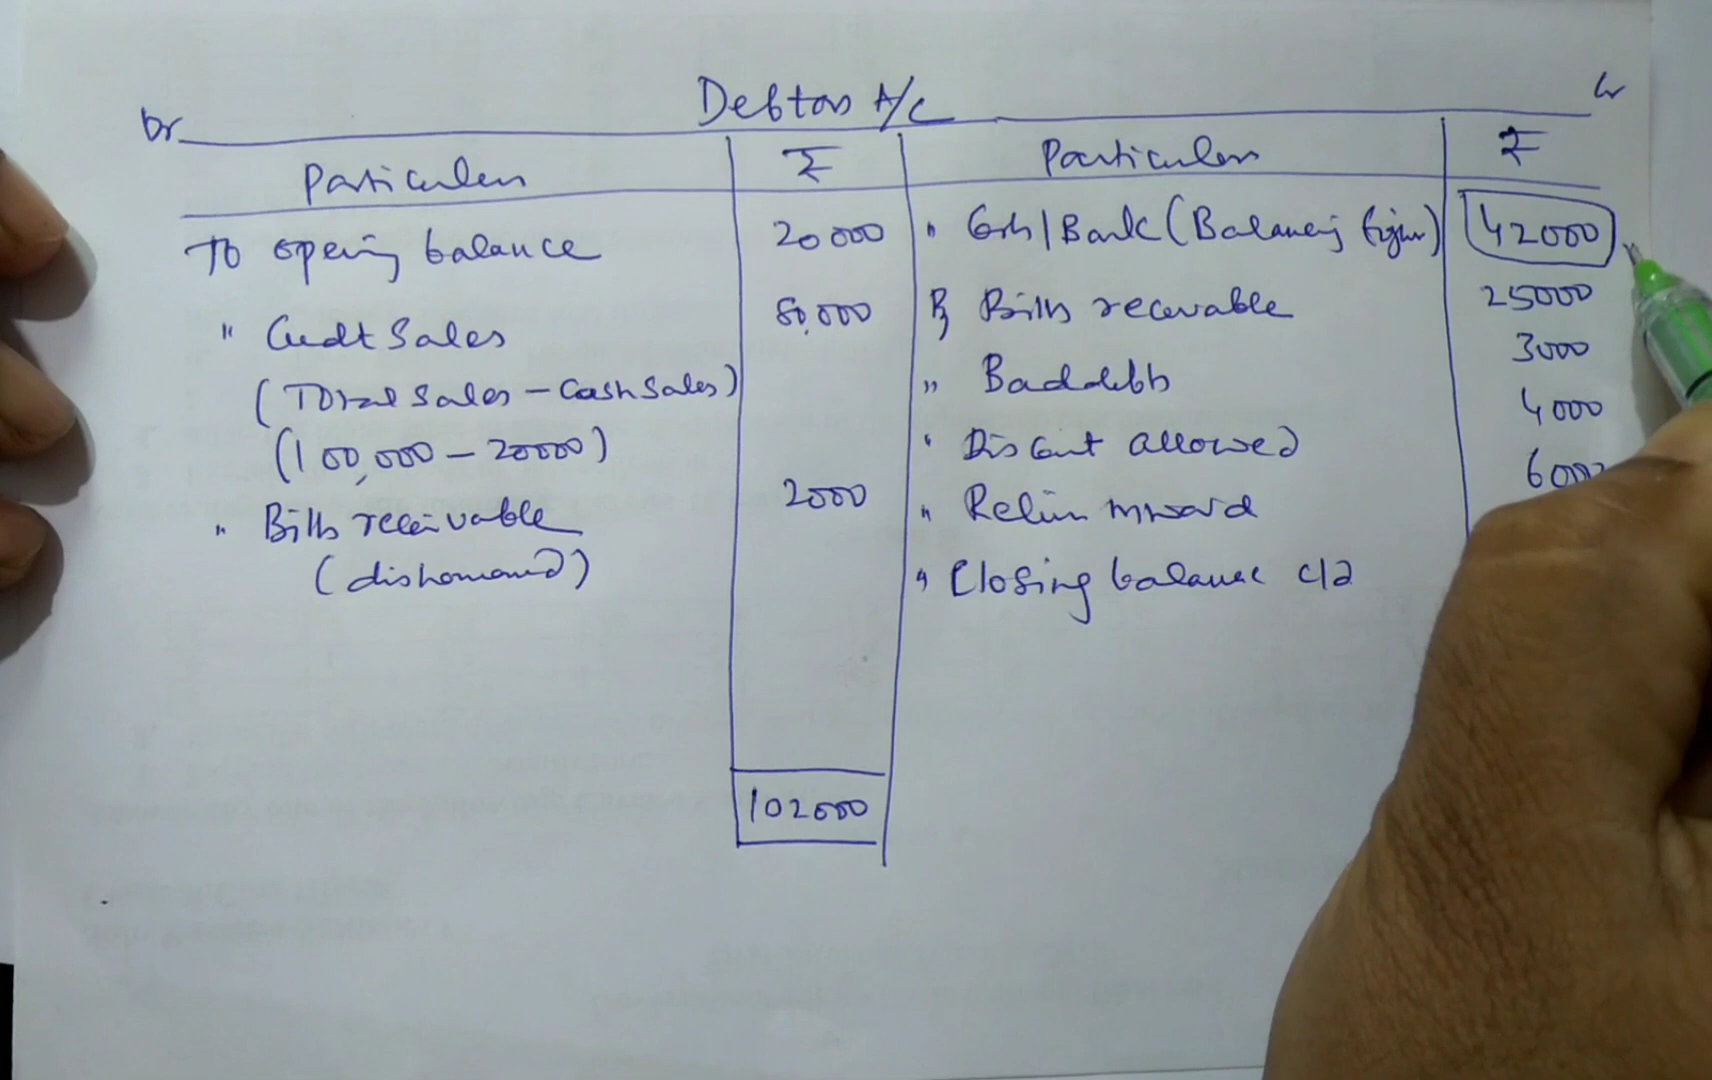 Debtors A/C
Dr Cr
Particulars ₹ Particulars ₹
To opening balance 20000 " Cash/Bank (Balancing figure) 42000
" Credit Sales 80,000 By Bills receivable 25000
(Total Sales - Cash Sales) " Bad debts 3000
(100,000 - 20000) " Discount allowed 4000
" Bills receivable 2000 " Return inward
(dishonoured) " Closing balance c/d
102000